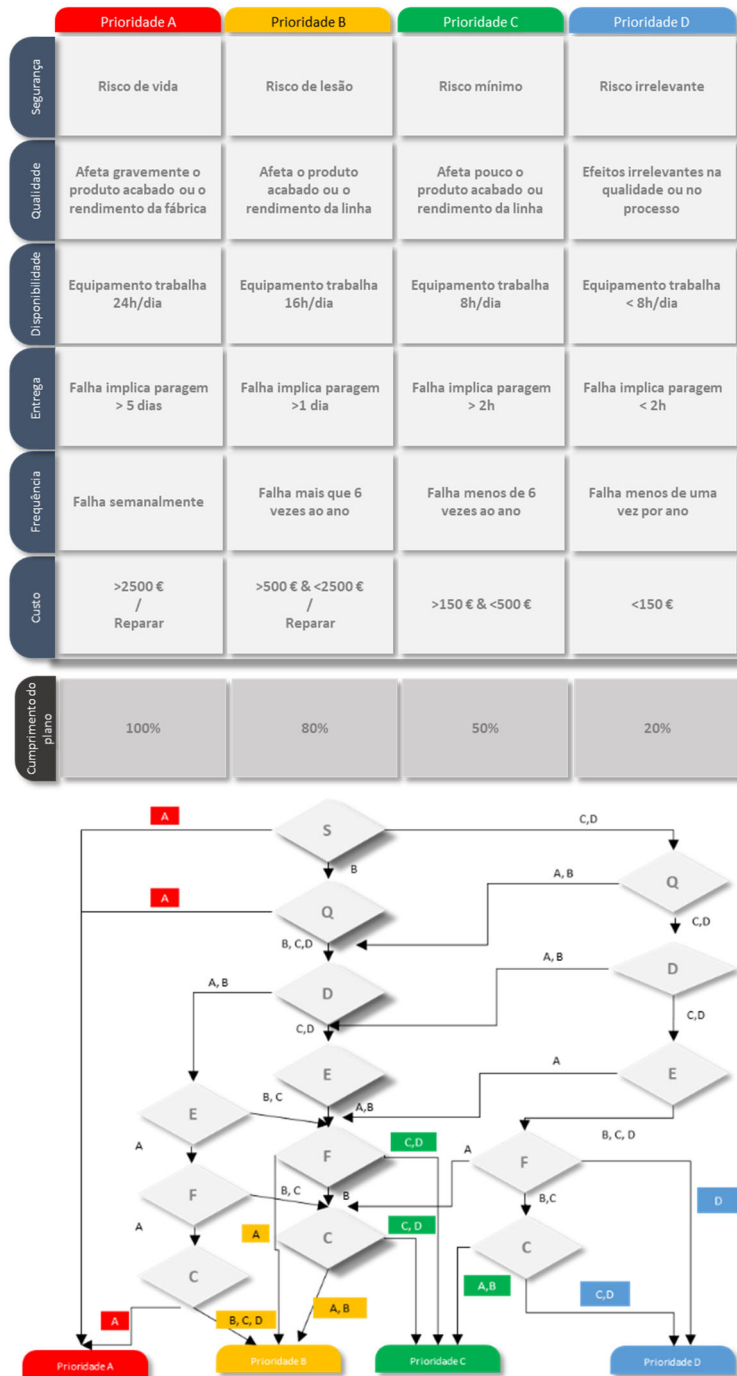 Prioridade A
Prioridade B
Prioridade C
Prioridade D
Segurança
Risco de vida
Risco de lesão
Risco mínimo
Risco irrelevante
Qualidade
Afeta gravemente o
produto acabado ou o
rendimento da fábrica
Afeta o produto
acabado ou o
rendimento da linha
Afeta pouco o
produto acabado ou
rendimento da linha
Efeitos irrelevantes na
qualidade ou no
processo
Disponibilidade
Equipamento trabalha
24h/dia
Equipamento trabalha
16h/dia
Equipamento trabalha
8h/dia
Equipamento trabalha
< 8h/dia
Entrega
Falha implica paragem
> 5 dias
Falha implica paragem
>1 dia
Falha implica paragem
> 2h
Falha implica paragem
< 2h
Frequência
Falha semanalmente
Falha mais que 6
vezes ao ano
Falha menos de 6
vezes ao ano
Falha menos de uma
vez por ano
Custo
>2500 €
/
Reparar
>500 € & <2500 €
/
Reparar
>150 € & <500 €
<150 €
Cumprimento do
plano
100%
80%
50%
20%
A
S
C,D
B
A, B
Q
A
Q
C,D
B, C,D
A, B
D
A, B
D
C,D
C,D
E
A
E
E
B, C
A,B
B, C, D
A
F
C,D
A
F
F
B, C
B
D
B,C
A
A
C
C, D
C
C
A,B
C,D
A
B, C, D
A, B
Prioridade A
Prioridade B
Prioridade C
Prioridade D